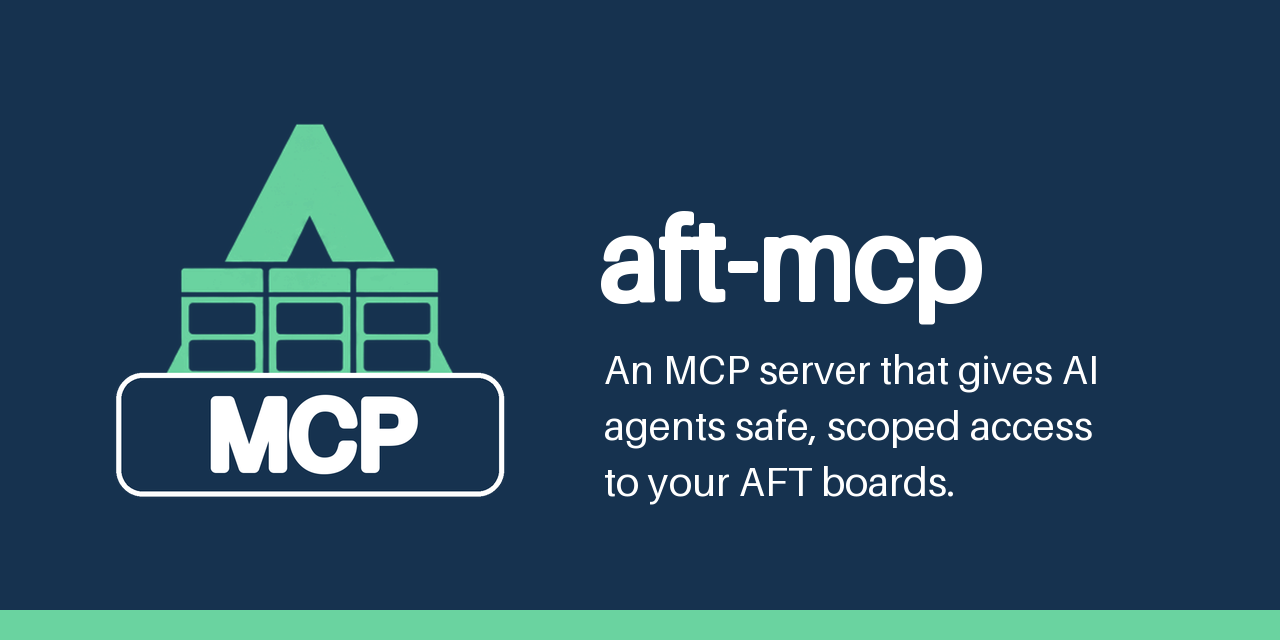 MCP
aft-mcp
An MCP server that gives AI
agents safe, scoped access
to your AFT boards.